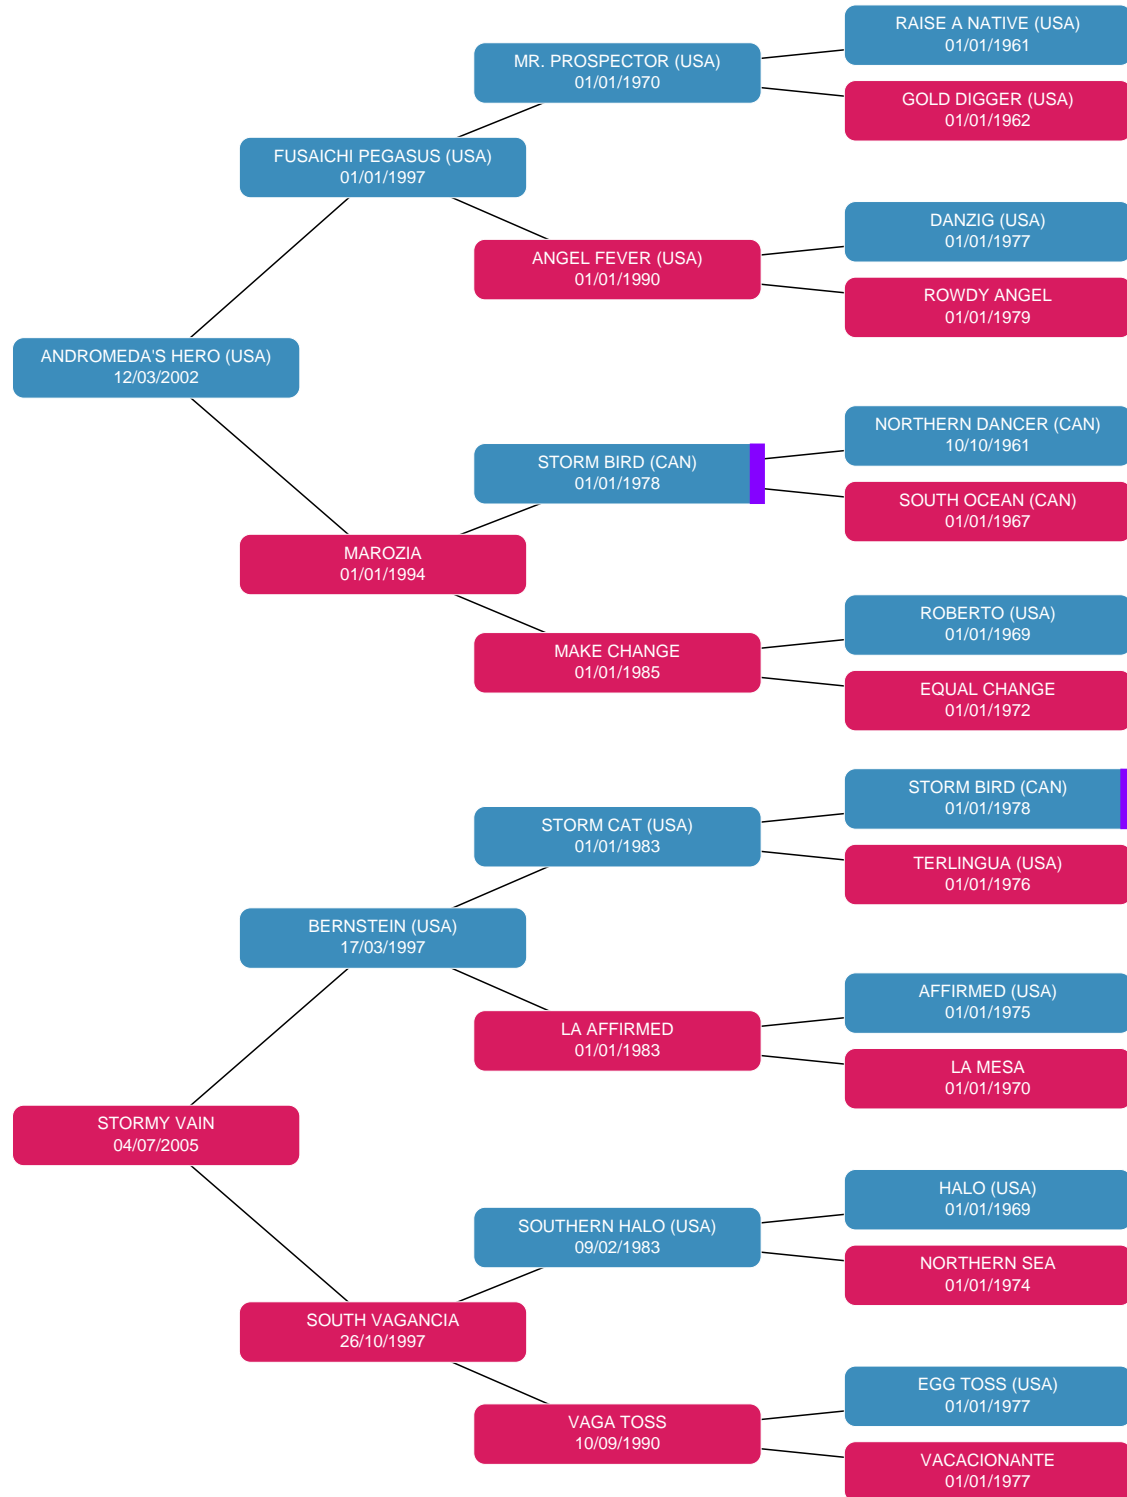 RAISE A NATIVE (USA)
01/01/1961
MR. PROSPECTOR (USA)
01/01/1970
GOLD DIGGER (USA)
01/01/1962
FUSAICHI PEGASUS (USA)
01/01/1997
DANZIG (USA)
01/01/1977
ANGEL FEVER (USA)
01/01/1990
ROWDY ANGEL
01/01/1979
ANDROMEDA'S HERO (USA)
12/03/2002
NORTHERN DANCER (CAN)
10/10/1961
STORM BIRD (CAN)
01/01/1978
SOUTH OCEAN (CAN)
01/01/1967
MAROZIA
01/01/1994
ROBERTO (USA)
01/01/1969
MAKE CHANGE
01/01/1985
EQUAL CHANGE
01/01/1972
STORM BIRD (CAN)
01/01/1978
STORM CAT (USA)
01/01/1983
TERLINGUA (USA)
01/01/1976
BERNSTEIN (USA)
17/03/1997
AFFIRMED (USA)
01/01/1975
LA AFFIRMED
01/01/1983
LA MESA
01/01/1970
STORMY VAIN
04/07/2005
HALO (USA)
01/01/1969
SOUTHERN HALO (USA)
09/02/1983
NORTHERN SEA
01/01/1974
SOUTH VAGANCIA
26/10/1997
EGG TOSS (USA)
01/01/1977
VAGA TOSS
10/09/1990
VACACIONANTE
01/01/1977